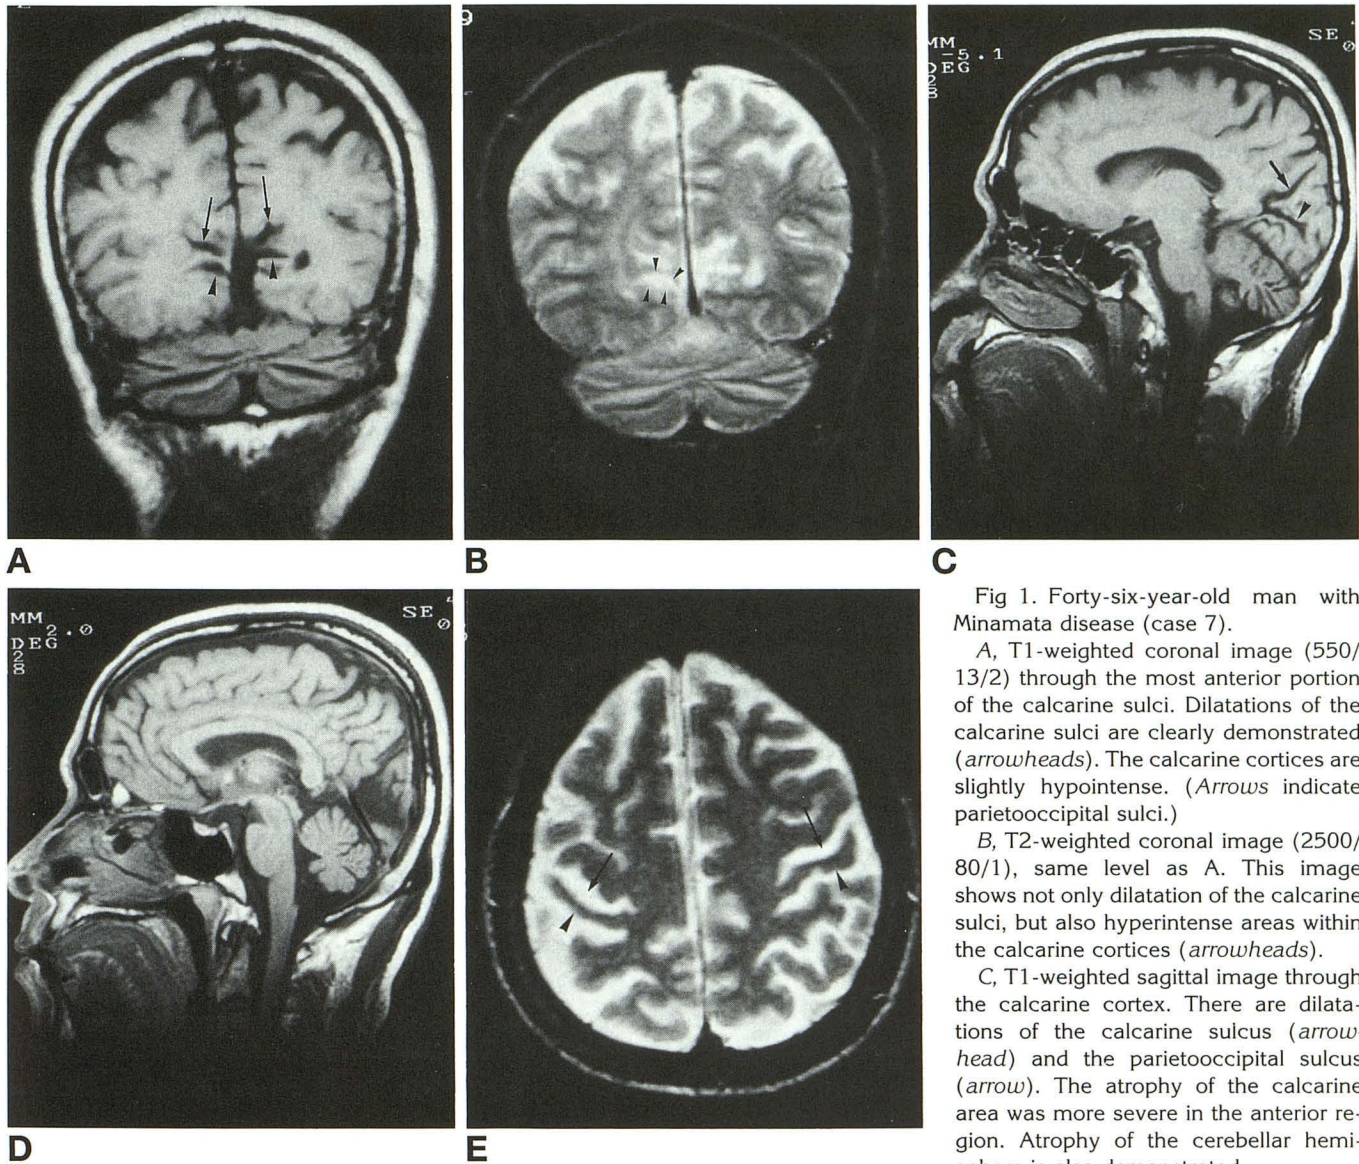 9
A
B
C
MM
-5.1
DEG
SE
0
MM 2.0
DEG
SE
0
D
E
Fig 1. Forty-six-year-old man with
Minamata disease (case 7).
A, T1-weighted coronal image (550/
13/2) through the most anterior portion
of the calcarine sulci. Dilatations of the
calcarine sulci are clearly demonstrated
(arrowheads). The calcarine cortices are
slightly hypointense. (Arrows indicate
parietooccipital sulci.)
B, T2-weighted coronal image (2500/
80/1), same level as A. This image
shows not only dilatation of the calcarine
sulci, but also hyperintense areas within
the calcarine cortices (arrowheads).
C, T1-weighted sagittal image through
the calcarine cortex. There are dilata-
tions of the calcarine sulcus (arrow-
head) and the parietooccipital sulcus
(arrow). The atrophy of the calcarine
area was more severe in the anterior re-
gion. Atrophy of the cerebellar hemi-